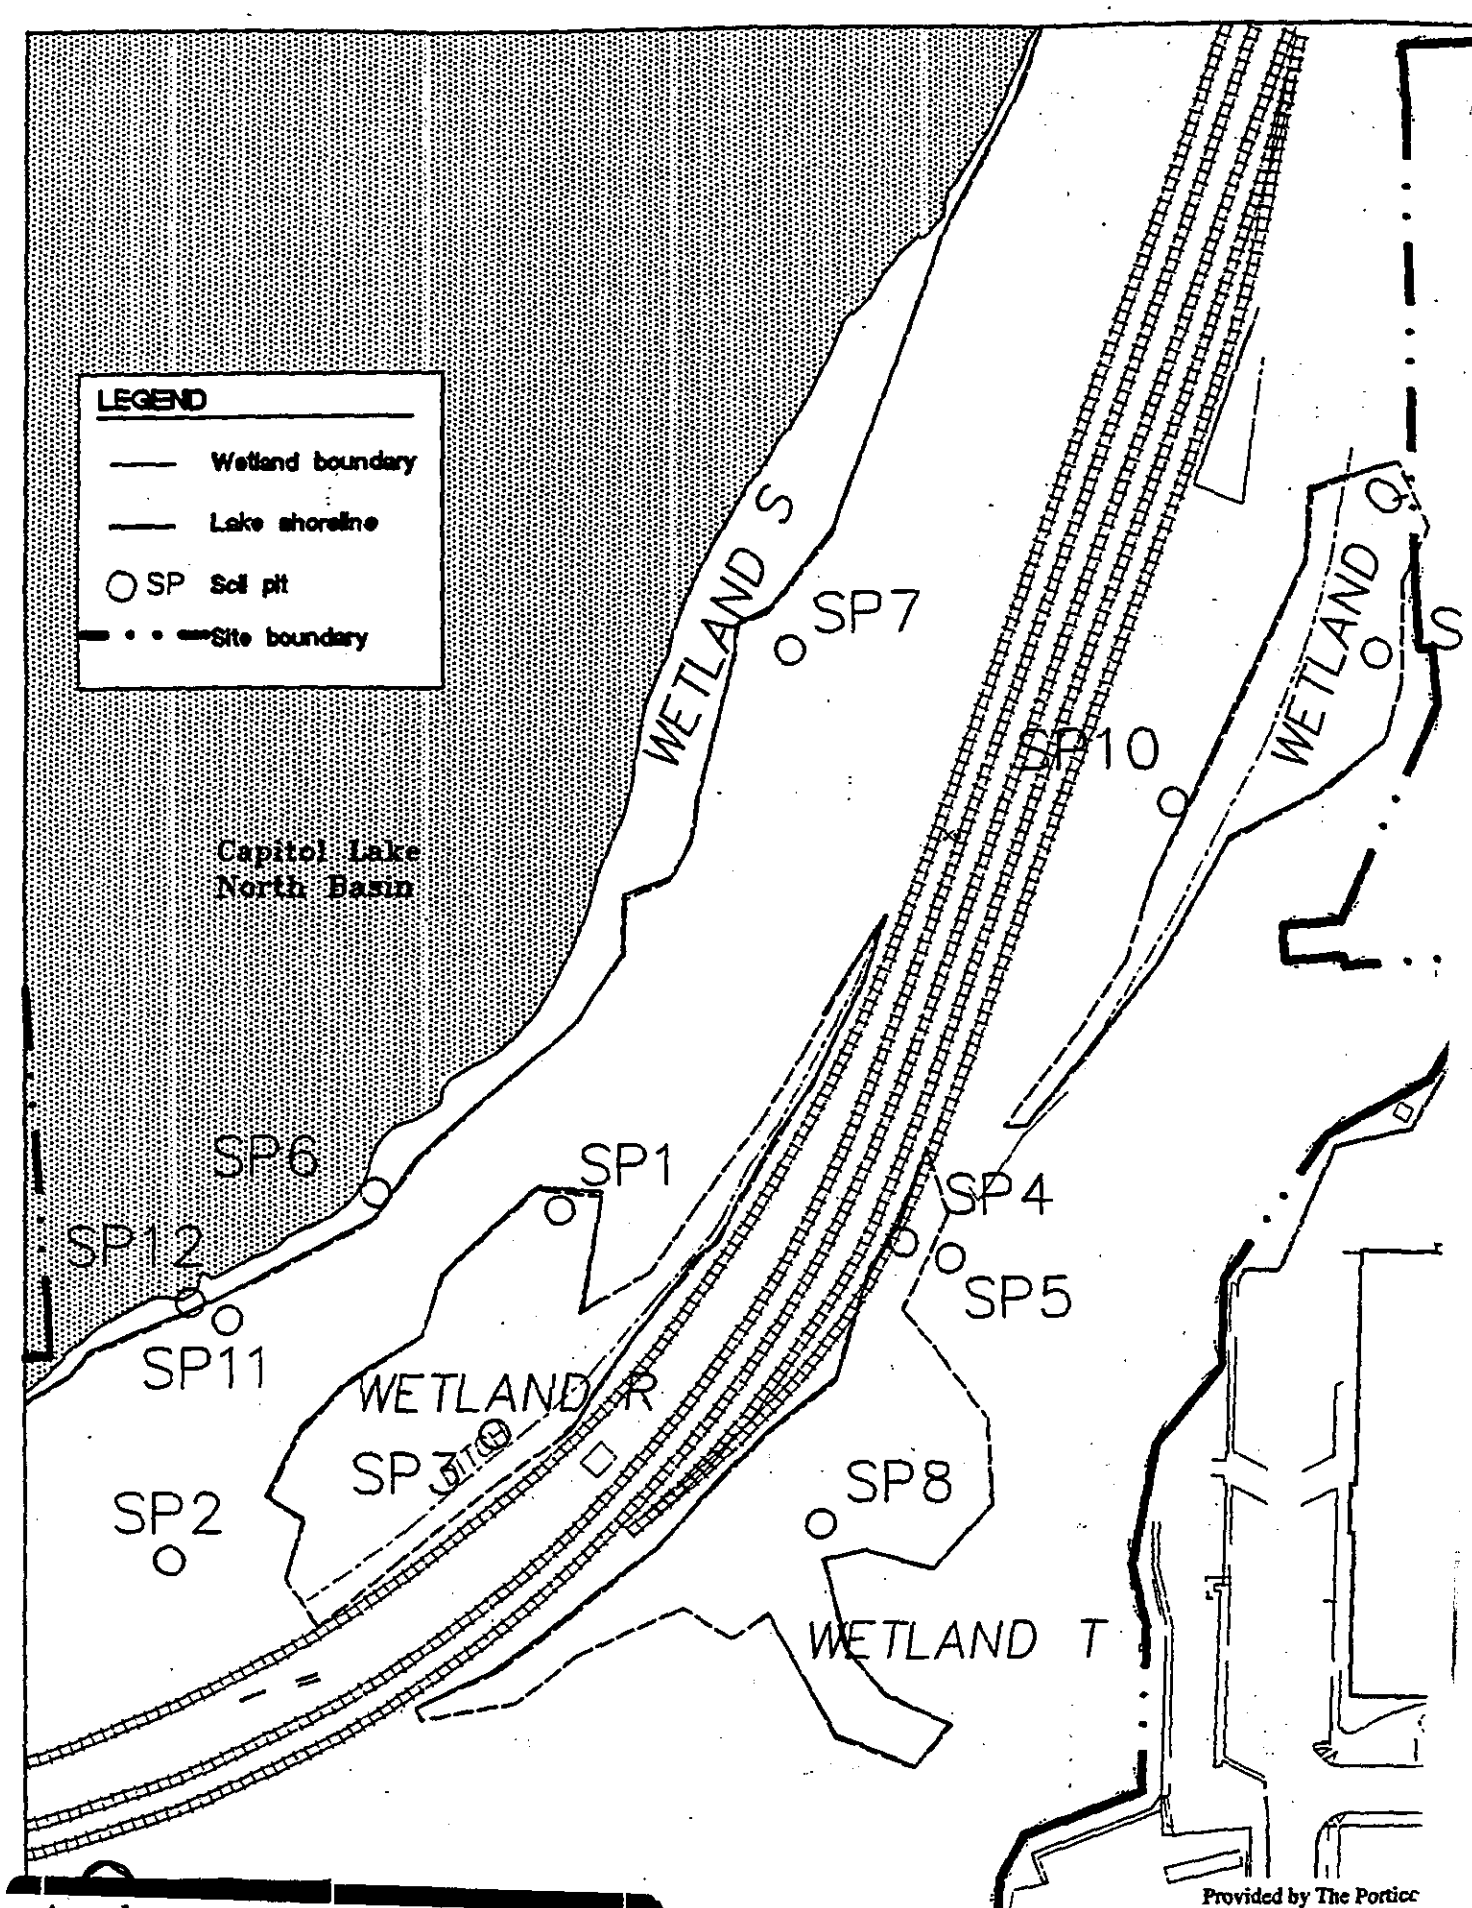 LEGEND
Wetland boundary
Lake shoreline
SP Soil pit
Site boundary
WETLAND S
SP7
WETLAND Q
S
SP10
Capitol Lake
North Basin
SP6
SP1
SP4
SP12
SP5
SP11
WETLAND R
SP3
DITCH
SP8
SP2
WETLAND T
Provided by The Portico